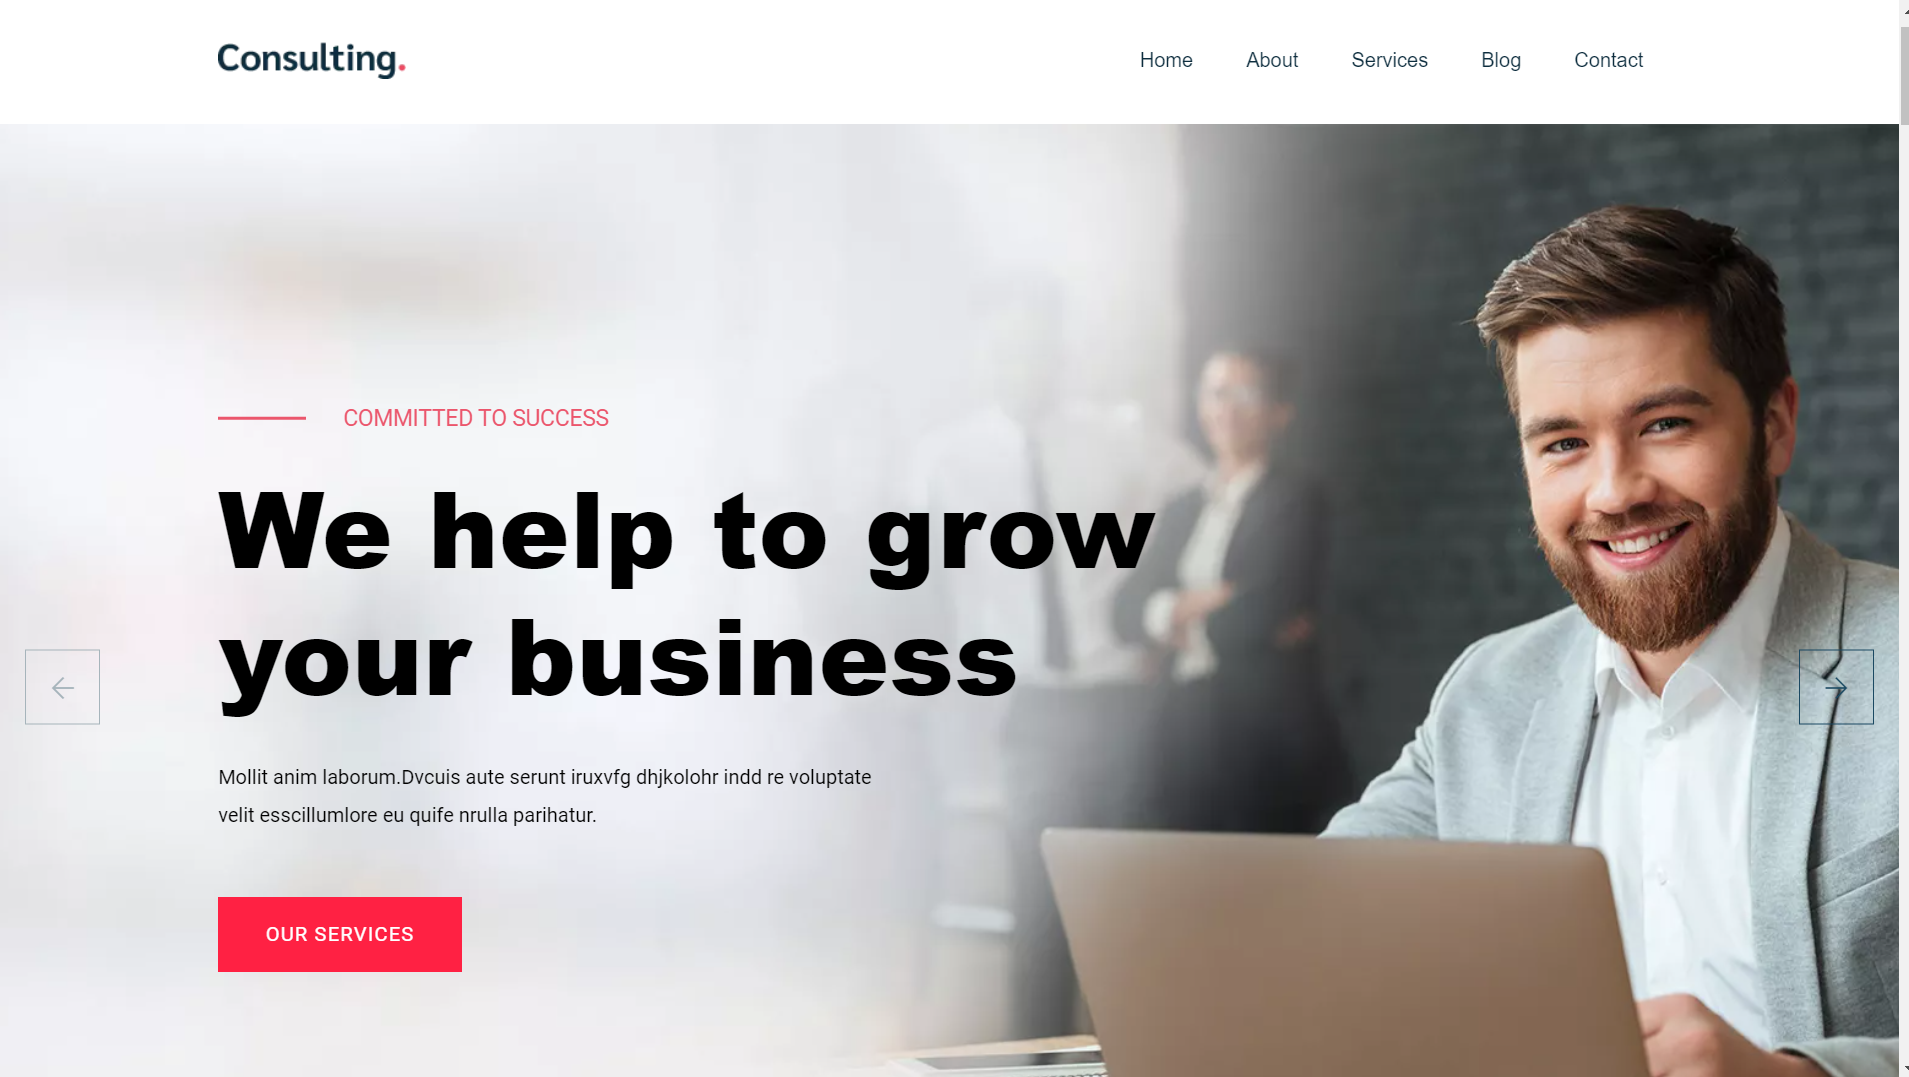 Consulting.
Home About Services Blog Contact
COMMITTED TO SUCCESS
We help to grow
your business
Mollit anim laborum.Dvcuis aute serunt iruxvfg dhjkolohr indd re voluptate
velit esscillumlore eu quife nrulla parihatur.
OUR SERVICES